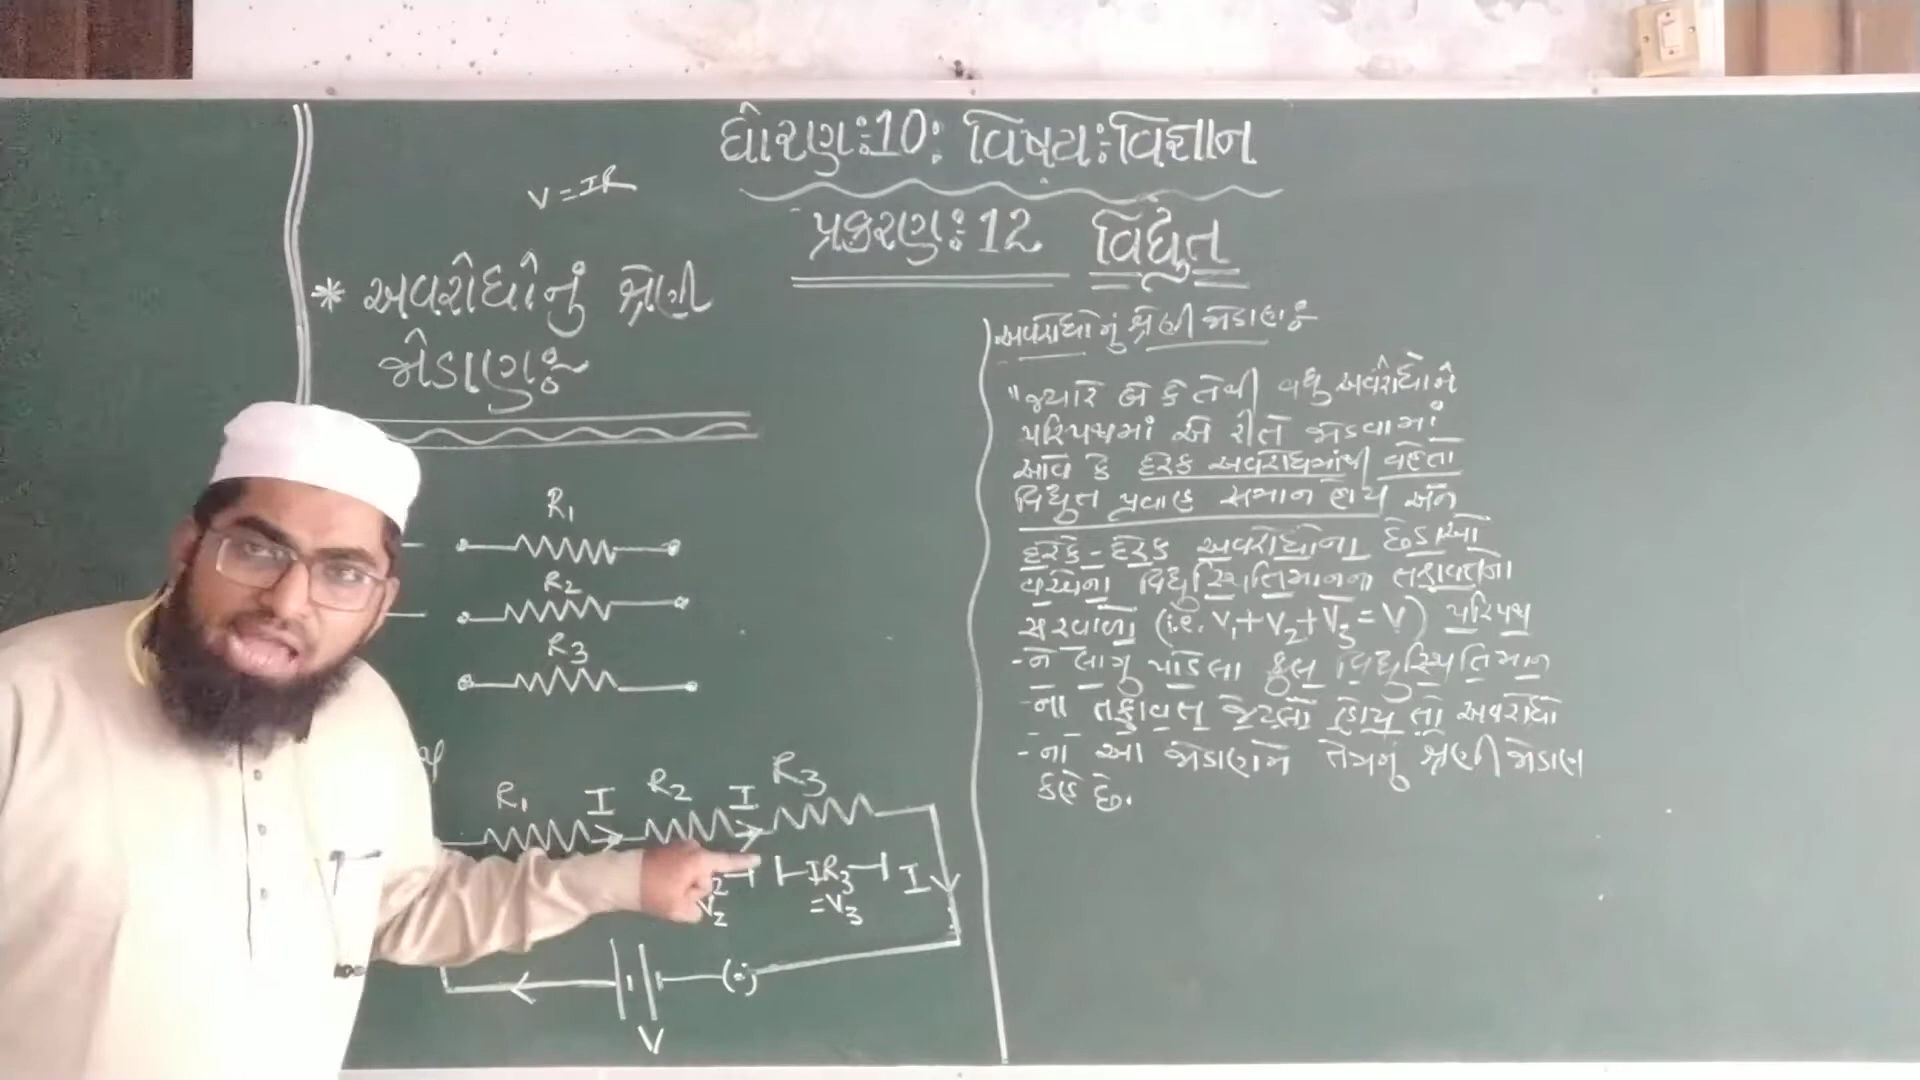 ધોરણઃ10: વિષયઃવિજ્ઞાન
પ્રકરણઃ12 વિદ્યુત
V=IR
* અવરોધોનું શ્રેણી
જોડાણઃ
R₁
R₂
R₃
R₁ I R₂ I R₃
IR₃ I
V₂ =V₃
V
અવરોધોનું શ્રેણી જોડાણઃ
"જ્યારે બે કે તેથી વધુ અવરોધોને
પરિપથમાં એ રીતે જોડવામાં
આવે કે દરેક અવરોધમાંથી વહેતો
વિદ્યુત પ્રવાહ સમાન હોય અને
દરેકે-દરેક અવરોધોના છેડાઓ
વચ્ચેના વિદ્યુસ્થિતિમાનના તફાવતોના
સરવાળા (i.e. V₁+V₂+V₃=V) પરિપથ
-ને લાગુ પાડેલા કુલ વિદ્યુસ્થિતિમાન
-ના તફાવત જેટલો હોય તો અવરોધો
-ના આ જોડાણને તેમનું શ્રેણી જોડાણ
કહે છે.